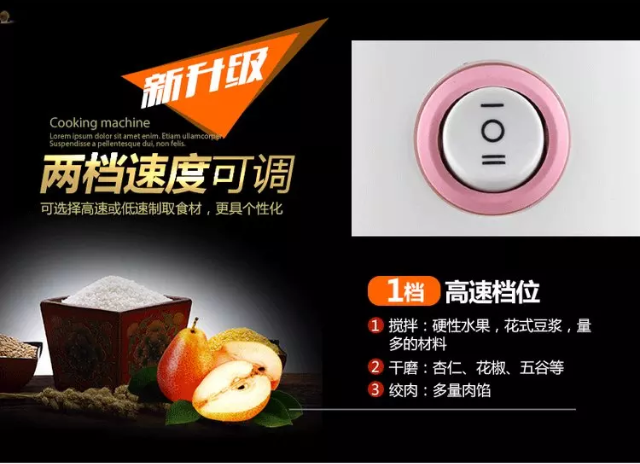 新升级
Cooking machine
Lorem ipsum dolor sit amet enim. Etiam ullamcorper.
Suspendisse a pellentesque dui, non felis.
两档速度可调
可选择高速或低速制取食材，更具个性化
I
O
II
1档 高速档位
1 搅拌：硬性水果，花式豆浆，量
多的材料
2 干磨：杏仁、花椒、五谷等
3 绞肉：多量肉馅